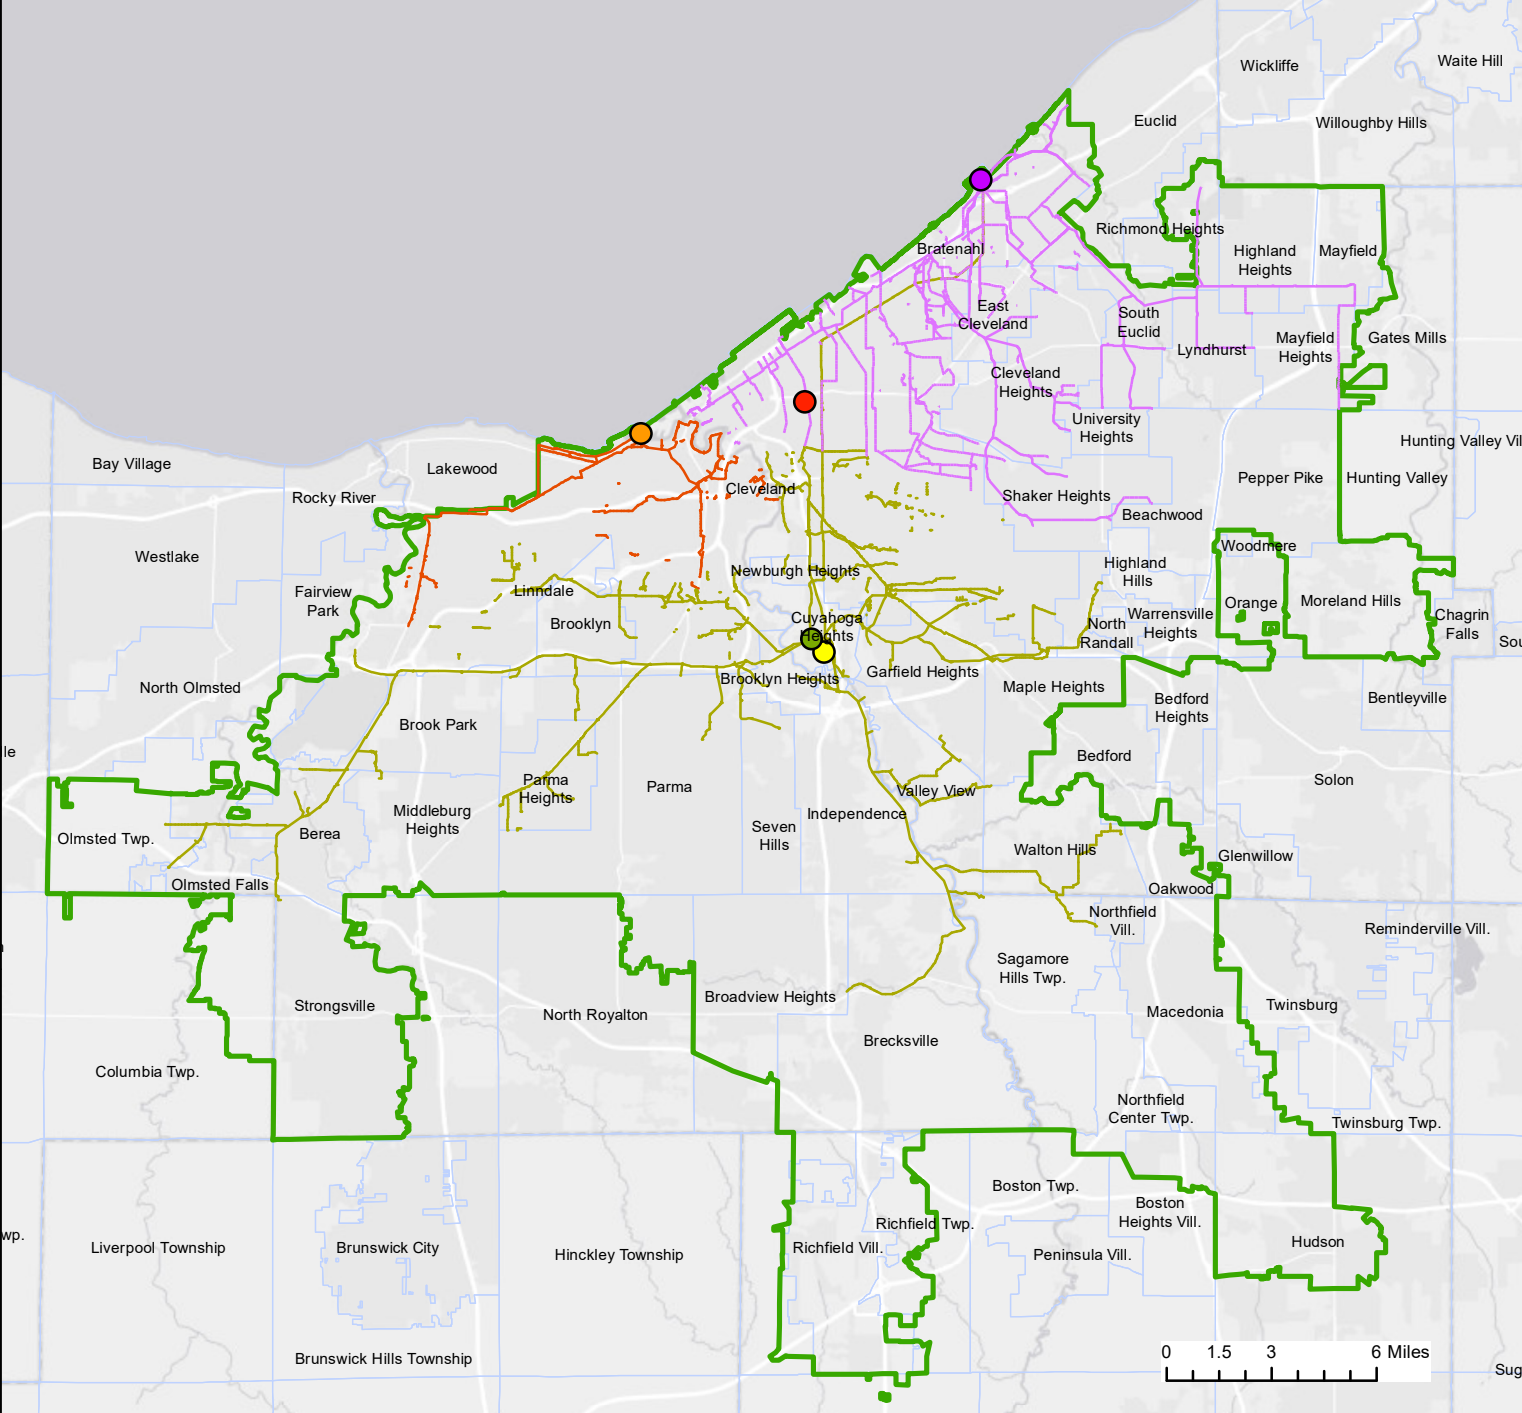 Wickliffe
Waite Hill
Euclid
Willoughby Hills
Richmond Heights
Bratenahl
Highland
Heights
Mayfield
East
Cleveland
South
Euclid
Lyndhurst
Mayfield
Heights
Gates Mills
Cleveland
Heights
University
Heights
Hunting Valley Vil
Bay Village
Lakewood
Rocky River
Cleveland
Shaker Heights
Pepper Pike
Hunting Valley
Beachwood
Westlake
Woodmere
Newburgh Heights
Highland
Hills
Fairview
Park
Linndale
Brooklyn
Cuyahoga
Heights
North
Randall
Warrensville
Heights
Orange
Moreland Hills
Chagrin
Falls
Sou
North Olmsted
Brooklyn Heights
Garfield Heights
Maple Heights
Bedford
Heights
Bentleyville
Brook Park
lle
Bedford
Solon
Parma
Heights
Parma
Valley View
Middleburg
Heights
Independence
Seven
Hills
Olmsted Twp.
Berea
Walton Hills
Glenwillow
Olmsted Falls
Oakwood
Northfield
Vill.
Reminderville Vill.
Sagamore
Hills Twp.
Strongsville
North Royalton
Broadview Heights
Macedonia
Twinsburg
Brecksville
Columbia Twp.
Northfield
Center Twp.
Twinsburg Twp.
Boston Twp.
Boston
Heights Vill.
Richfield Twp.
wp.
Liverpool Township
Brunswick City
Hinckley Township
Richfield Vill.
Peninsula Vill.
Hudson
Brunswick Hills Township
0 1.5 3 6 Miles
Sug